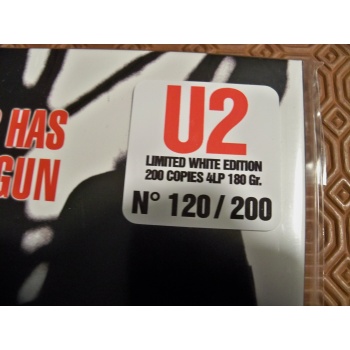 HAS
GUN
U2
LIMITED WHITE EDITION
200 COPIES 4LP 180 Gr.
N° 120/200